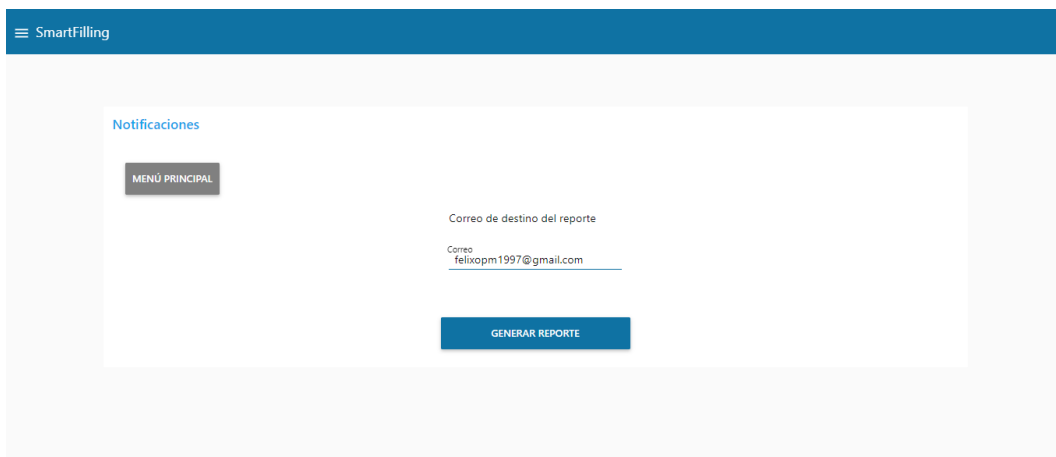 SmartFilling
Notificaciones
MENÚ PRINCIPAL
Correo de destino del reporte
Correo
felixopm1997@gmail.com
GENERAR REPORTE